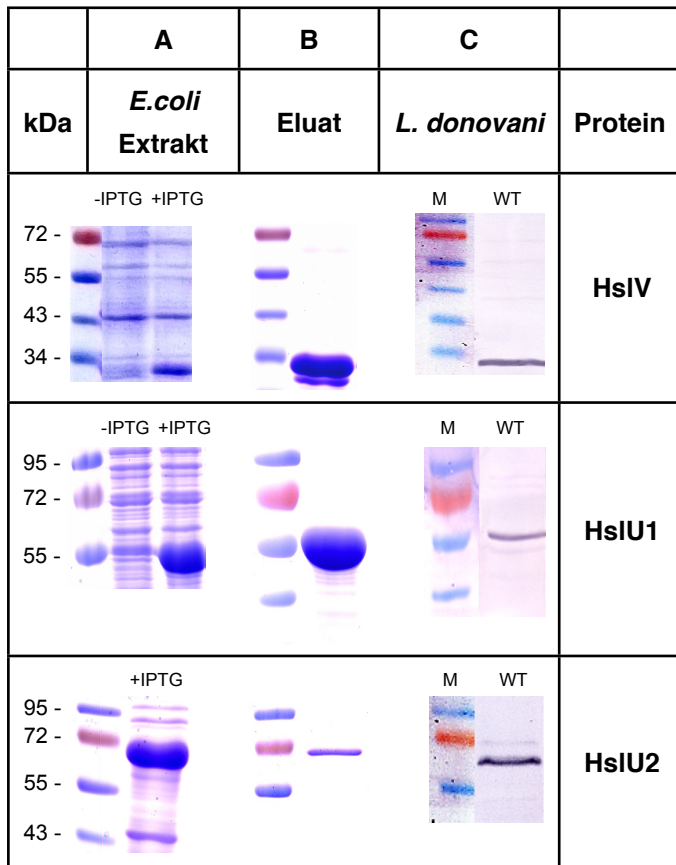 A B C
kDa E.coli Extrakt Eluat L. donovani Protein
-IPTG +IPTG M WT
72 -
55 -
43 -
34 -
HslV
-IPTG +IPTG M WT
95 -
72 -
55 -
HslU1
+IPTG M WT
95 -
72 -
55 -
43 -
HslU2